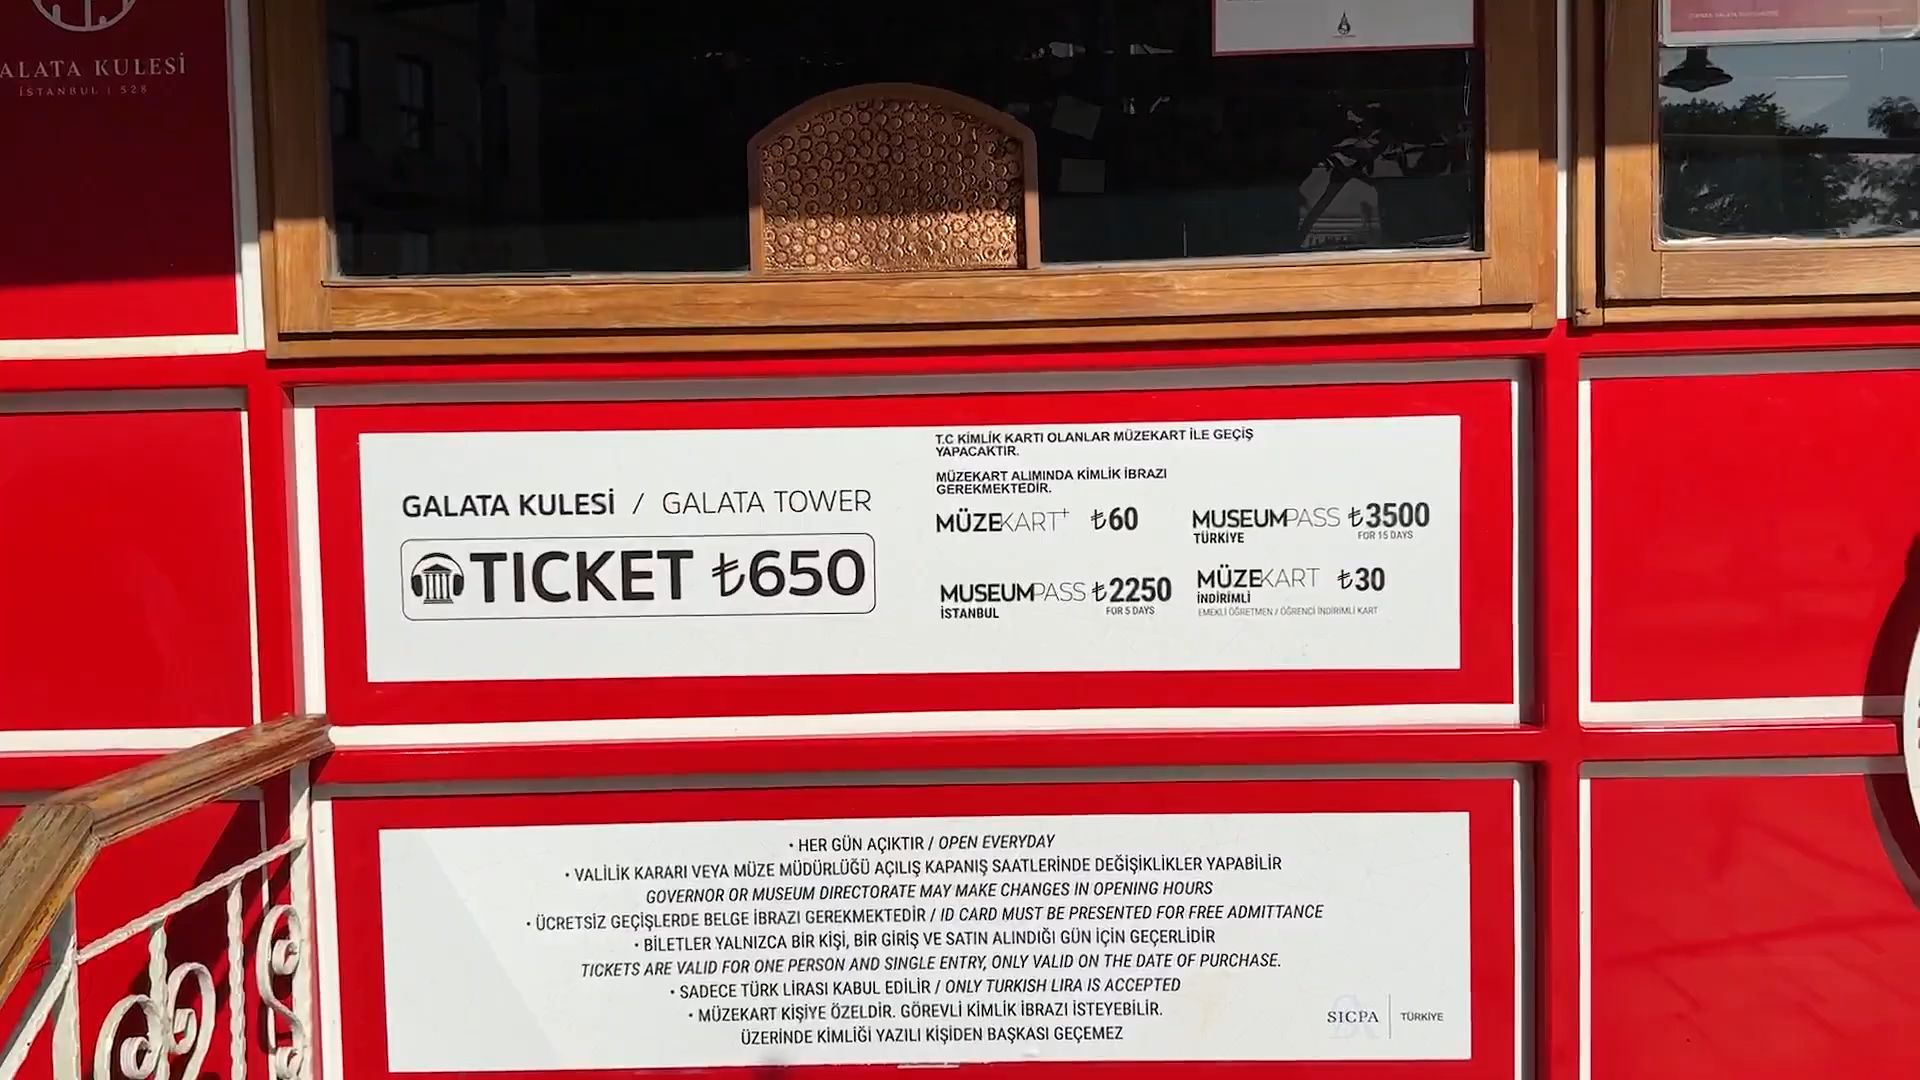 ALATA KULESİ
İSTANBUL | 528
GALATA KULESİ / GALATA TOWER
TICKET ₺650
T.C KİMLİK KARTI OLANLAR MÜZEKART İLE GEÇİŞ
YAPACAKTIR.
MÜZEKART ALIMINDA KİMLİK İBRAZI
GEREKMEKTEDİR.
MÜZEKART+ ₺60
MUSEUMPASS ₺3500
TÜRKİYE FOR 15 DAYS
MUSEUMPASS ₺2250
İSTANBUL FOR 5 DAYS
MÜZEKART ₺30
İNDİRİMLİ
EMEKLİ ÖĞRETMEN / ÖĞRENCİ İNDİRİMLİ KART
• HER GÜN AÇIKTIR / OPEN EVERYDAY
• VALİLİK KARARI VEYA MÜZE MÜDÜRLÜĞÜ AÇILIŞ KAPANIŞ SAATLERİNDE DEĞİŞİKLİKLER YAPABİLİR
GOVERNOR OR MUSEUM DIRECTORATE MAY MAKE CHANGES IN OPENING HOURS
• ÜCRETSİZ GEÇİŞLERDE BELGE İBRAZI GEREKMEKTEDİR / ID CARD MUST BE PRESENTED FOR FREE ADMITTANCE
• BİLETLER YALNIZCA BİR KİŞİ, BİR GİRİŞ VE SATIN ALINDIĞI GÜN İÇİN GEÇERLİDİR
TICKETS ARE VALID FOR ONE PERSON AND SINGLE ENTRY, ONLY VALID ON THE DATE OF PURCHASE.
• SADECE TÜRK LİRASI KABUL EDİLİR / ONLY TURKISH LIRA IS ACCEPTED
• MÜZEKART KİŞİYE ÖZELDİR. GÖREVLİ KİMLİK İBRAZI İSTEYEBİLİR.
ÜZERİNDE KİMLİĞİ YAZILI KİŞİDEN BAŞKASI GEÇEMEZ
SICPA | TÜRKİYE